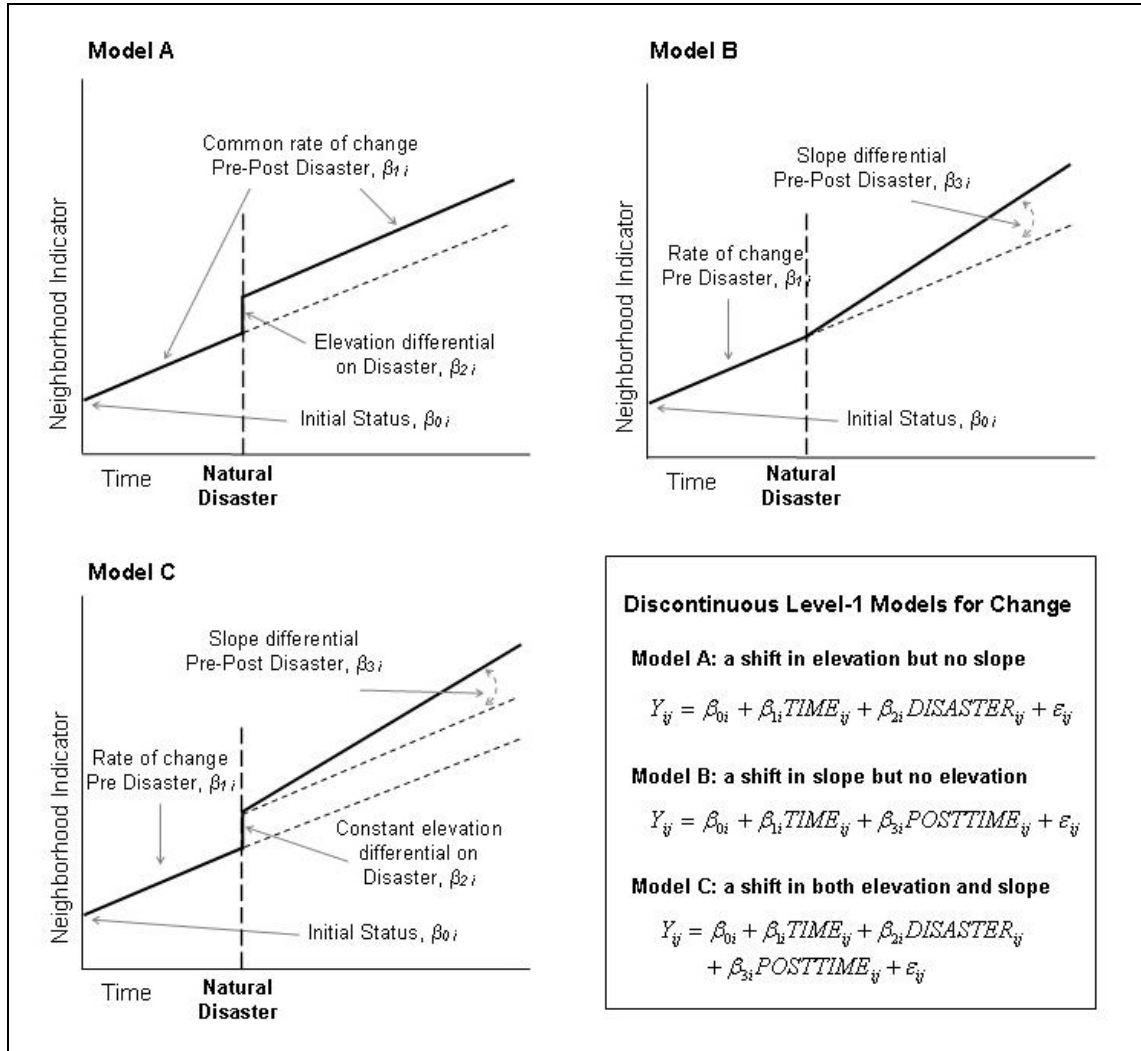 Model A
Neighborhood Indicator
Common rate of change
Pre-Post Disaster, β1i
Elevation differential
on Disaster, β2i
Initial Status, β0i
Time
Natural
Disaster
Model B
Neighborhood Indicator
Slope differential
Pre-Post Disaster, β3i
Rate of change
Pre Disaster, β1i
Initial Status, β0i
Time
Natural
Disaster
Model C
Neighborhood Indicator
Slope differential
Pre-Post Disaster, β3i
Rate of change
Pre Disaster, β1i
Constant elevation
differential on
Disaster, β2i
Initial Status, β0i
Time
Natural
Disaster
Discontinuous Level-1 Models for Change
Model A: a shift in elevation but no slope
Yij = β0i + β1iTIMEij + β2iDISASTERij + εij
Model B: a shift in slope but no elevation
Yij = β0i + β1iTIMEij + β3iPOSTTIMEij + εij
Model C: a shift in both elevation and slope
Yij = β0i + β1iTIMEij + β2iDISASTERij
+ β3iPOSTTIMEij + εij